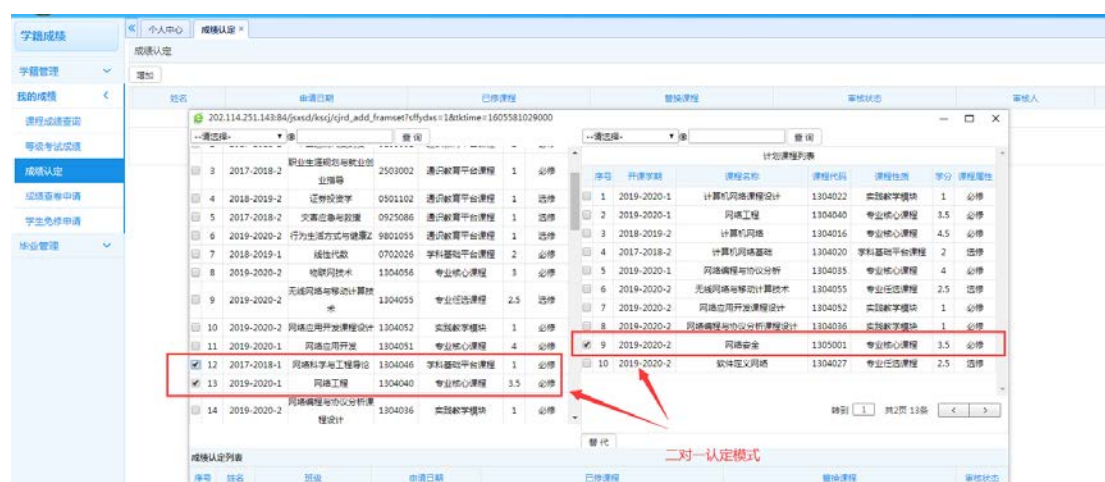 学籍成绩
学籍管理
我的成绩
课程成绩查询
等级考试成绩
成绩认定
成绩查卷申请
学生免修申请
毕业管理
个人中心 成绩认定 ×
成绩认定
增加
姓名 申请日期 已修课程 替换课程 审核状态 审核人
202.114.251.143:84/jsxsd/kscj/cjrd_add_framset?sffydxs=1&tktime=1605581029000
--请选择- 像 查 询
3 2017-2018-2 职业生涯规划与就业创业指导 2503002 通识教育平台课程 1 必修
4 2018-2019-2 证券投资学 0501102 通识教育平台课程 1 选修
5 2017-2018-2 灾害应急与救援 0925086 通识教育平台课程 1 选修
6 2019-2020-2 行为生活方式与健康Z 9801055 通识教育平台课程 1 选修
7 2018-2019-1 线性代数 0702026 学科基础平台课程 2 必修
8 2019-2020-2 物联网技术 1304056 专业核心课程 3 必修
9 2019-2020-2 无线网络与移动计算技术 1304055 专业任选课程 2.5 选修
10 2019-2020-2 网络应用开发课程设计 1304052 实践教学模块 1 必修
11 2019-2020-1 网络应用开发 1304051 专业核心课程 4 必修
12 2017-2018-1 网络科学与工程导论 1304046 学科基础平台课程 1 必修
13 2019-2020-1 网络工程 1304040 专业核心课程 3.5 必修
14 2019-2020-2 网络编程与协议分析课程设计 1304036 实践教学模块 1 必修
--请选择- 像 查 询
计划课程列表
序号 开课学期 课程名称 课程代码 课程性质 学分 课程属性
1 2019-2020-1 计算机网络课程设计 1304022 实践教学模块 1 必修
2 2019-2020-1 网络工程 1304040 专业核心课程 3.5 必修
3 2018-2019-2 计算机网络 1304016 专业核心课程 4.5 必修
4 2017-2018-2 计算机网络基础 1304020 学科基础平台课程 2 选修
5 2019-2020-1 网络编程与协议分析 1304035 专业核心课程 4 必修
6 2019-2020-2 无线网络与移动计算技术 1304055 专业任选课程 2.5 选修
7 2019-2020-2 网络应用开发课程设计 1304052 实践教学模块 1 必修
8 2019-2020-2 网络编程与协议分析课程设计 1304036 实践教学模块 1 必修
9 2019-2020-2 网络安全 1305001 专业核心课程 3.5 必修
10 2019-2020-2 软件定义网络 1304027 专业任选课程 2.5 选修
转到 1 共2页 13条
替 代
二对一认定模式
成绩认定列表
序号 姓名 班级 申请日期 已修课程 替换课程 审核状态